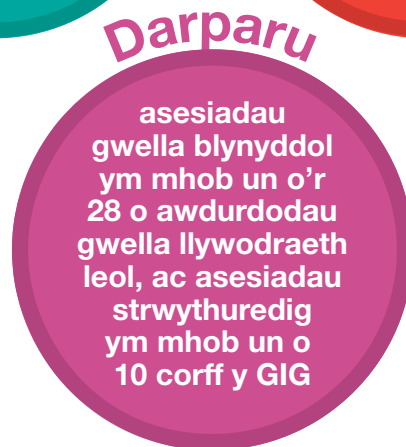 Darparu
asesiadau
gwella blynyddol
ym mhob un o’r
28 o awdurdodau
gwella llywodraeth
leol, ac asesiadau
strwythuredig
ym mhob un o
10 corff y GIG